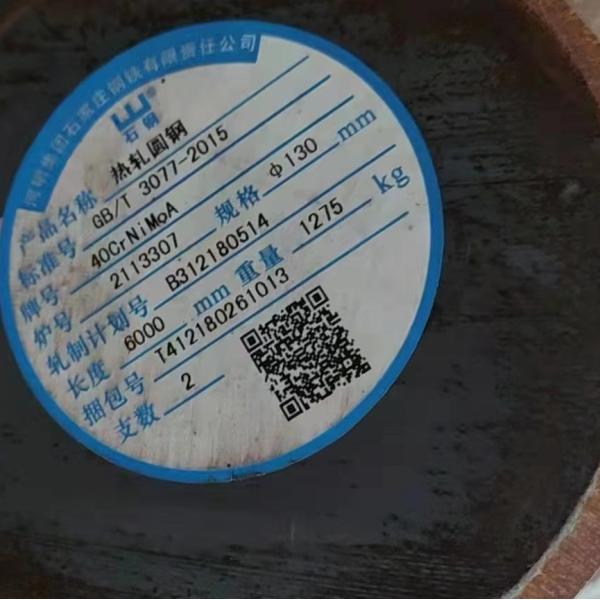 河钢集团石家庄钢铁有限责任公司
石钢
产品名称 热轧圆钢
标准号 GB/T 3077-2015
牌号 40CrNiMoA 规格 φ130 mm
炉号 2113307
轧制计划号 B312180514
长度 6000 mm 重量 1275 kg
捆包号 T412180261013
支数 2